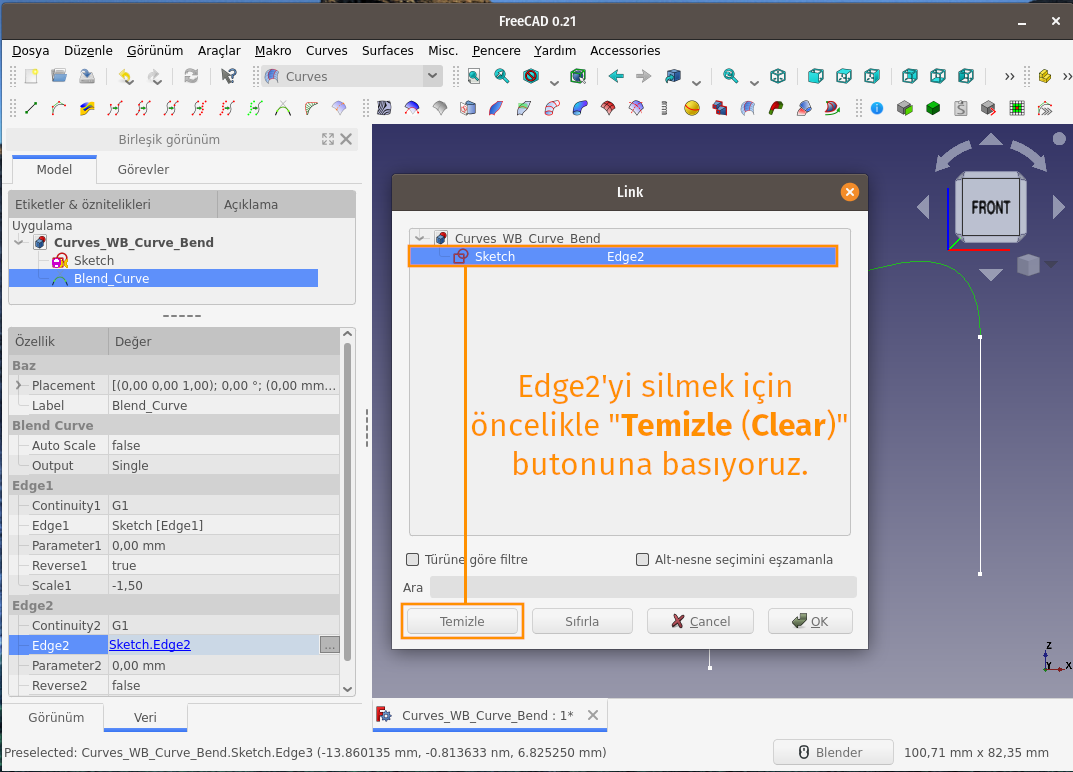 FreeCAD 0.21
Dosya Düzenle Görünüm Araçlar Makro Curves Surfaces Misc. Pencere Yardım Accessories
Curves
Birleşik görünüm
Model Görevler
Etiketler & öznitelikleri Açıklama
Uygulama
Curves_WB_Curve_Bend
Sketch
Blend_Curve
Özellik Değer
Baz
Placement [(0,00 0,00 1,00); 0,00 °; (0,00 mm...
Label Blend_Curve
Blend Curve
Auto Scale false
Output Single
Edge1
Continuity1 G1
Edge1 Sketch [Edge1]
Parameter1 0,00 mm
Reverse1 true
Scale1 -1,50
Edge2
Continuity2 G1
Edge2 Sketch.Edge2 ...
Parameter2 0,00 mm
Reverse2 false
Görünüm Veri
Link
Curves_WB_Curve_Bend
Sketch Edge2
Edge2'yi silmek için
öncelikle "Temizle (Clear)"
butonuna basıyoruz.
Türüne göre filtre Alt-nesne seçimini eşzamanla
Ara
Temizle Sıfırla Cancel OK
FRONT
Z
Y X
Curves_WB_Curve_Bend : 1*
Preselected: Curves_WB_Curve_Bend.Sketch.Edge3 (-13.860135 mm, -0.813633 nm, 6.825250 mm) Blender 100,71 mm x 82,35 mm